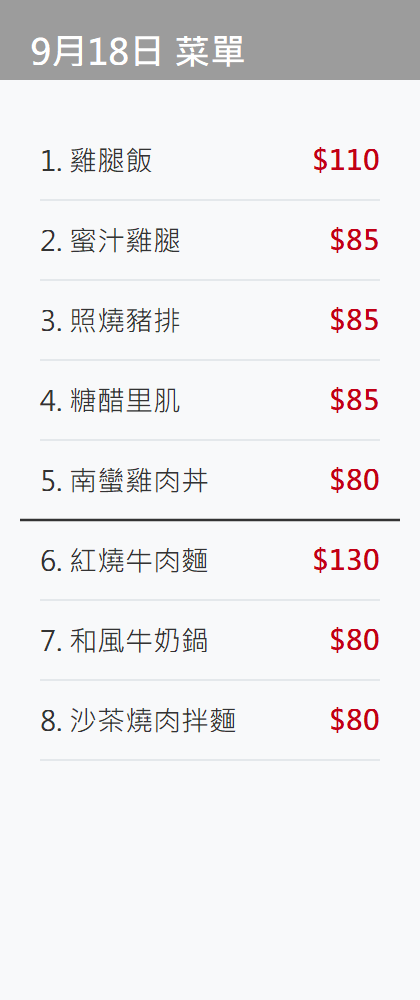 9月18日 菜單
1. 雞腿飯 $110
2. 蜜汁雞腿 $85
3. 照燒豬排 $85
4. 糖醋里肌 $85
5. 南蠻雞肉丼 $80
6. 紅燒牛肉麵 $130
7. 和風牛奶鍋 $80
8. 沙茶燒肉拌麵 $80